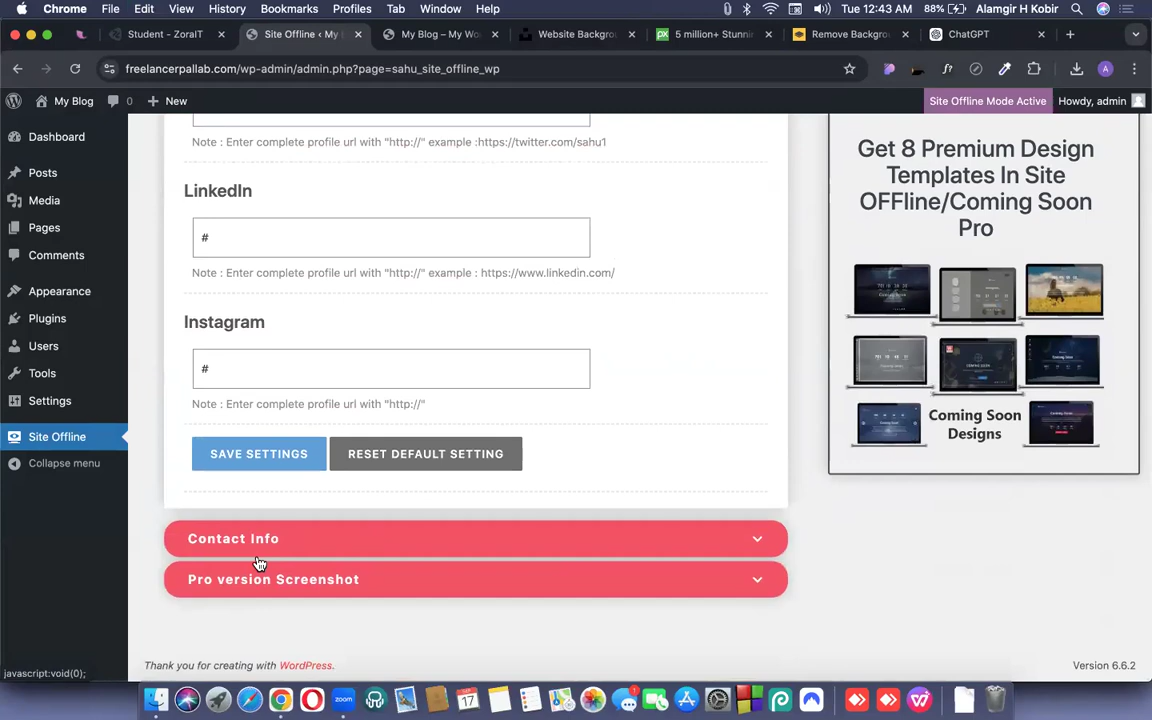 Chrome File Edit View History Bookmarks Profiles Tab Window Help Tue 12:43 AM 88% Alamgir H Kobir
Student - ZoraIT Site Offline ‹ My My Blog – My Wo Website Backgro 5 million+ Stunni Remove Backgro ChatGPT
freelancerpallab.com/wp-admin/admin.php?page=sahu_site_offline_wp
My Blog 0 New Site Offline Mode Active Howdy, admin
Dashboard
Posts
Media
Pages
Comments
Appearance
Plugins
Users
Tools
Settings
Site Offline
Collapse menu
Note : Enter complete profile url with "http://" example :https://twitter.com/sahu1
LinkedIn
#
Note : Enter complete profile url with "http://" example : https://www.linkedin.com/
Instagram
#
Note : Enter complete profile url with "http://"
SAVE SETTINGS RESET DEFAULT SETTING
Contact Info
Pro version Screenshot
Get 8 Premium Design
Templates In Site
OFFline/Coming Soon
Pro
Coming Soon
Designs
Thank you for creating with WordPress.
Version 6.6.2
javascript:void(0);